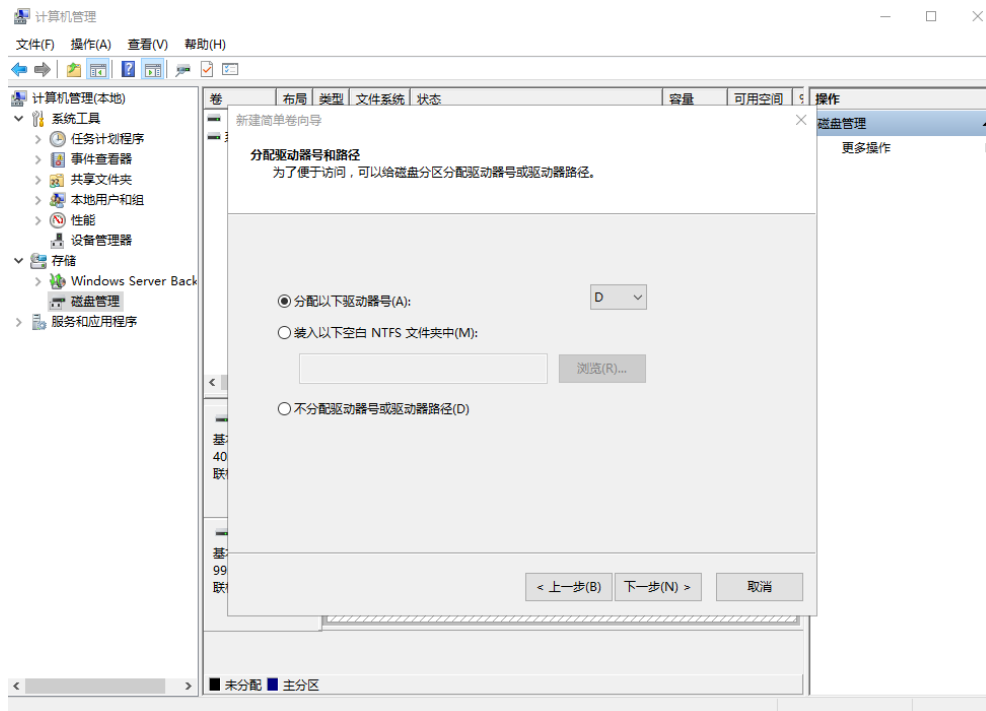 计算机管理
文件(F) 操作(A) 查看(V) 帮助(H)
计算机管理(本地)
系统工具
任务计划程序
事件查看器
共享文件夹
本地用户和组
性能
设备管理器
存储
Windows Server Back
磁盘管理
服务和应用程序
卷 布局 类型 文件系统 状态 容量 可用空间
新建简单卷向导
分配驱动器号和路径
为了便于访问，可以给磁盘分区分配驱动器号或驱动器路径。
分配以下驱动器号(A): D
装入以下空白 NTFS 文件夹中(M):
浏览(R)...
不分配驱动器号或驱动器路径(D)
< 上一步(B) 下一步(N) > 取消
基
40
联
基
99
联
未分配 主分区
操作
磁盘管理
更多操作